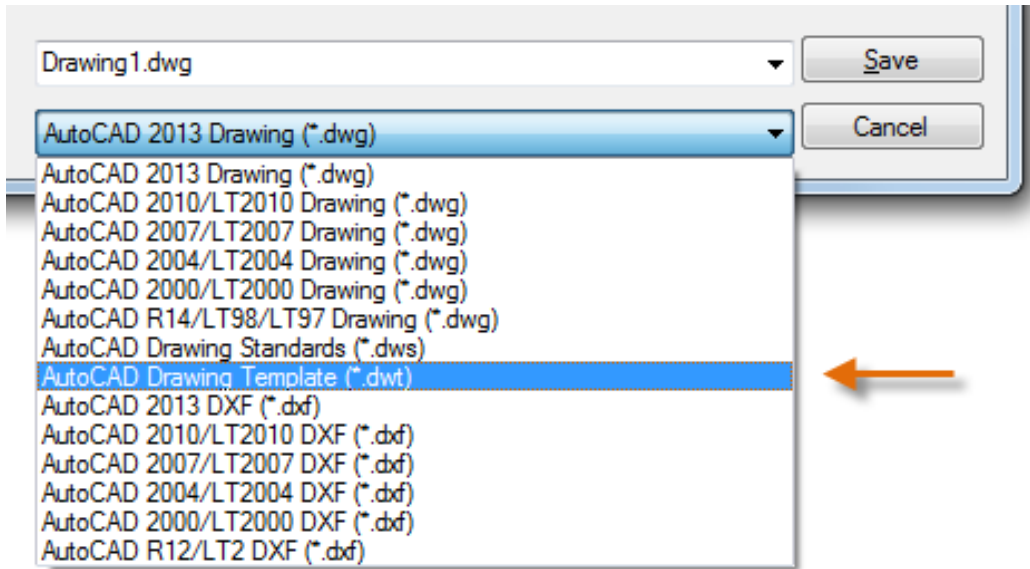 Drawing1.dwg
Save
AutoCAD 2013 Drawing (*.dwg)
Cancel
AutoCAD 2013 Drawing (*.dwg)
AutoCAD 2010/LT2010 Drawing (*.dwg)
AutoCAD 2007/LT2007 Drawing (*.dwg)
AutoCAD 2004/LT2004 Drawing (*.dwg)
AutoCAD 2000/LT2000 Drawing (*.dwg)
AutoCAD R14/LT98/LT97 Drawing (*.dwg)
AutoCAD Drawing Standards (*.dws)
AutoCAD Drawing Template (*.dwt)
AutoCAD 2013 DXF (*.dxf)
AutoCAD 2010/LT2010 DXF (*.dxf)
AutoCAD 2007/LT2007 DXF (*.dxf)
AutoCAD 2004/LT2004 DXF (*.dxf)
AutoCAD 2000/LT2000 DXF (*.dxf)
AutoCAD R12/LT2 DXF (*.dxf)